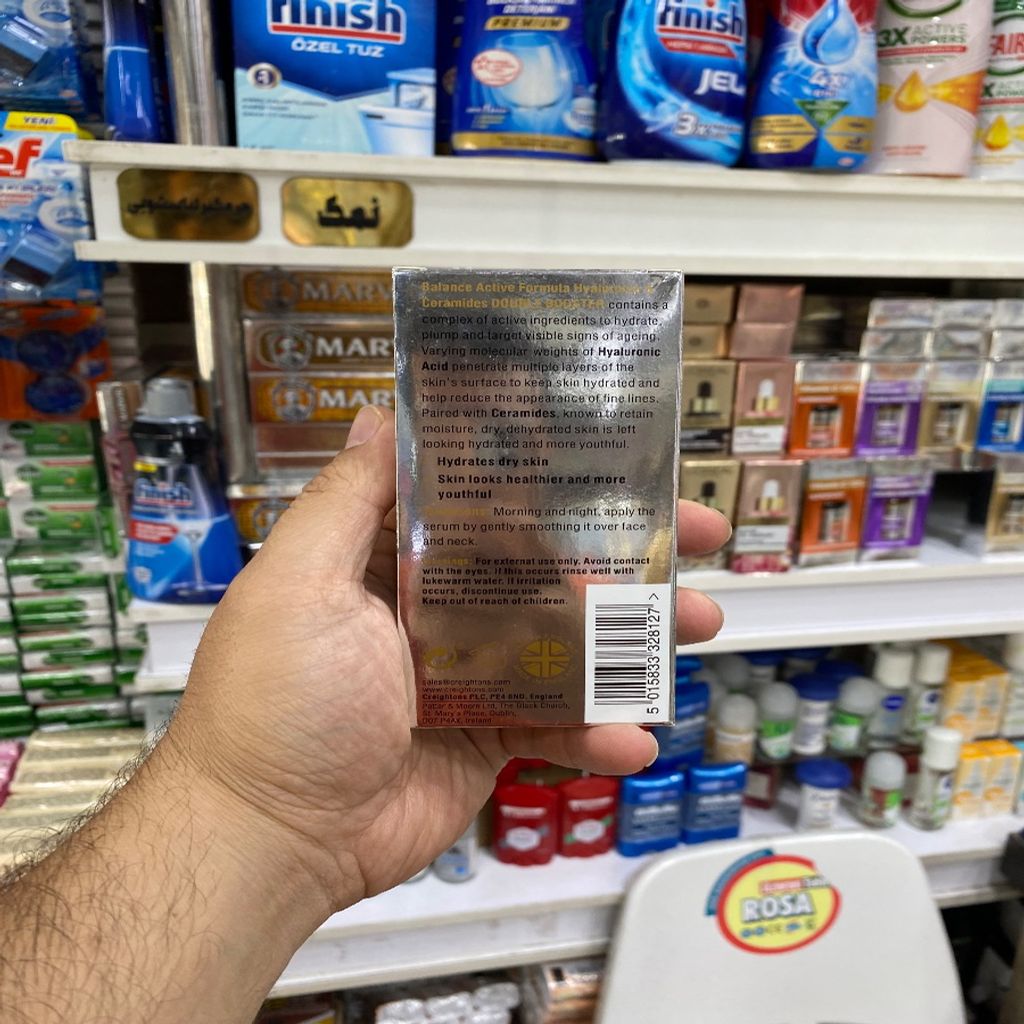 finish
ÖZEL TUZ
PREMIUM
finish
JEL
3x
4x
3X ACTIVE
YENİ
نمک
MARV
MARV
MAR
finish
Balance Active Formula Hyaluronic &
Ceramides DOUBLE BOOSTER contains a
complex of active ingredients to hydrate,
plump and target visible signs of ageing.
Varying molecular weights of Hyaluronic
Acid penetrate multiple layers of the
skin's surface to keep skin hydrated and
help reduce the appearance of fine lines.
Paired with Ceramides, known to retain
moisture, dry, dehydrated skin is left
looking hydrated and more youthful.
Hydrates dry skin
Skin looks healthier and more
youthful
Directions: Morning and night, apply the
serum by gently smoothing it over face
and neck.
Warnings: For external use only. Avoid contact
with the eyes. If this occurs rinse well with
lukewarm water. If irritation
occurs, discontinue use.
Keep out of reach of children.
sales@creightons.com
www.creightons.com
Creightons PLC, PE4 6ND, England
Potter & Moore Ltd, The Black Church,
St. Mary's Place, Dublin,
D07 P4AX, Ireland
5 015833 328127 >
ROSA